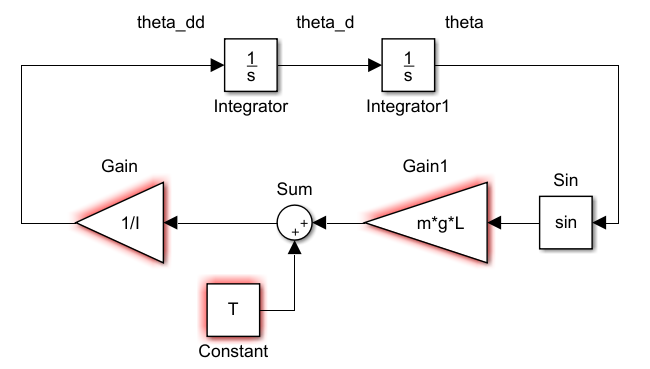 theta_dd
theta_d
theta
1
s
Integrator
1
s
Integrator1
Gain
1/I
Sum
+
+
Gain1
m*g*L
Sin
sin
T
Constant